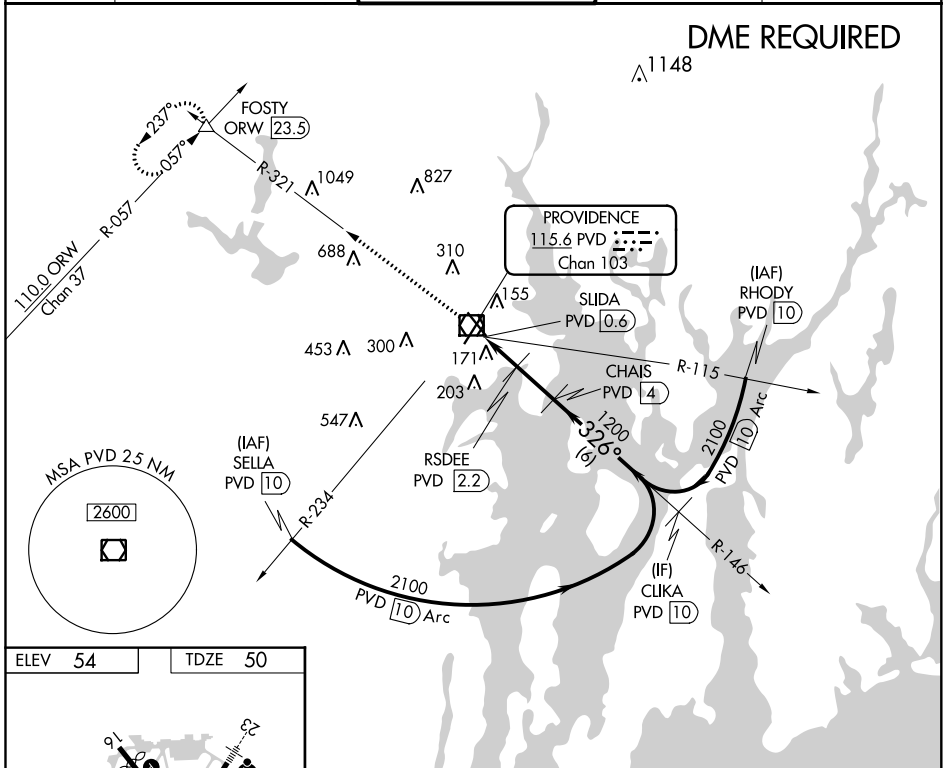 DME REQUIRED
1148
FOSTY
ORW 23.5
237°
057°
R-321
1049
827
R-057
110.0 ORW
Chan 37
688
310
PROVIDENCE
115.6 PVD
Chan 103
155
SLIDA
PVD 0.6
(IAF)
RHODY
PVD 10
453
300
171
203
R-115
CHAIS
PVD 4
547
1200
326°
(6)
2100
PVD 10 Arc
RSDEE
PVD 2.2
(IAF)
SELLA
PVD 10
R-234
MSA PVD 25 NM
2600
2100
PVD 10 Arc
R-146
(IF)
CLIKA
PVD 10
ELEV 54
TDZE 50
16
23